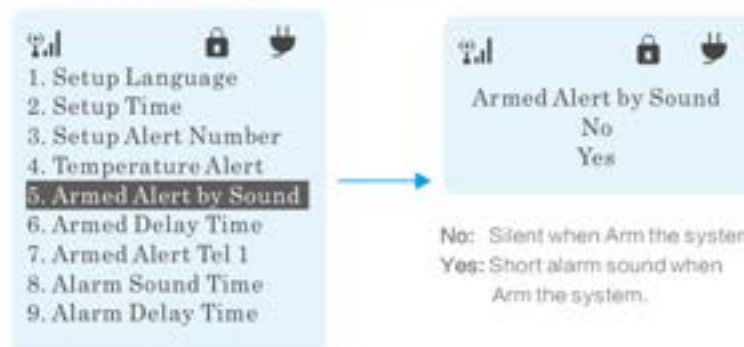 1. Setup Language
2. Setup Time
3. Setup Alert Number
4. Temperature Alert
5. Armed Alert by Sound
6. Armed Delay Time
7. Armed Alert Tel 1
8. Alarm Sound Time
9. Alarm Delay Time
Armed Alert by Sound
No
Yes
No: Silent when Arm the system
Yes: Short alarm sound when
Arm the system.